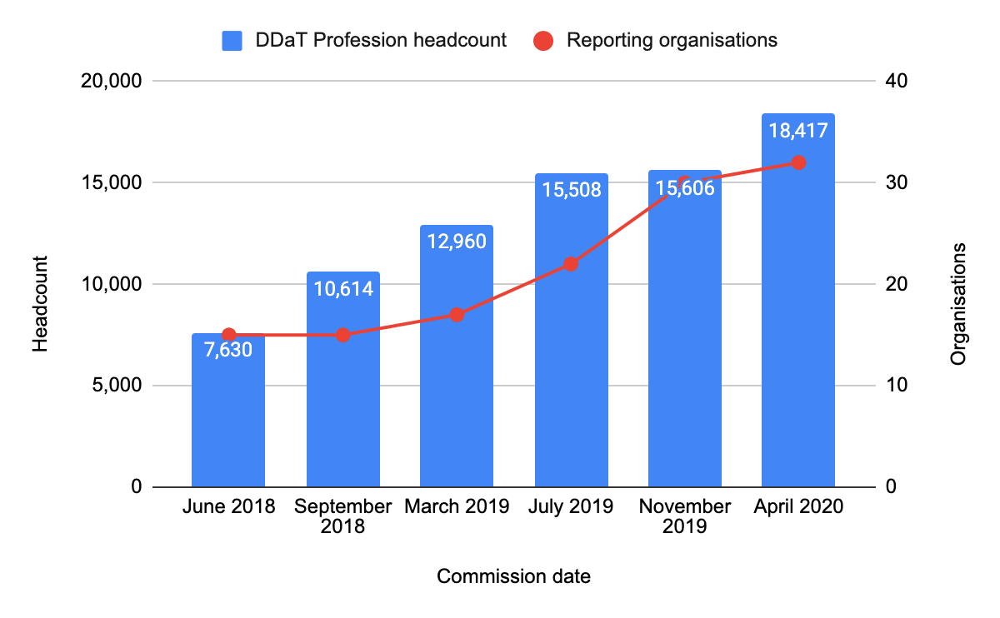 DDaT Profession headcount
Reporting organisations
20,000
15,000
10,000
5,000
0
Headcount
40
30
20
10
0
Organisations
7,630
10,614
12,960
15,508
15,606
18,417
June 2018
September
2018
March 2019
July 2019
November
2019
April 2020
Commission date